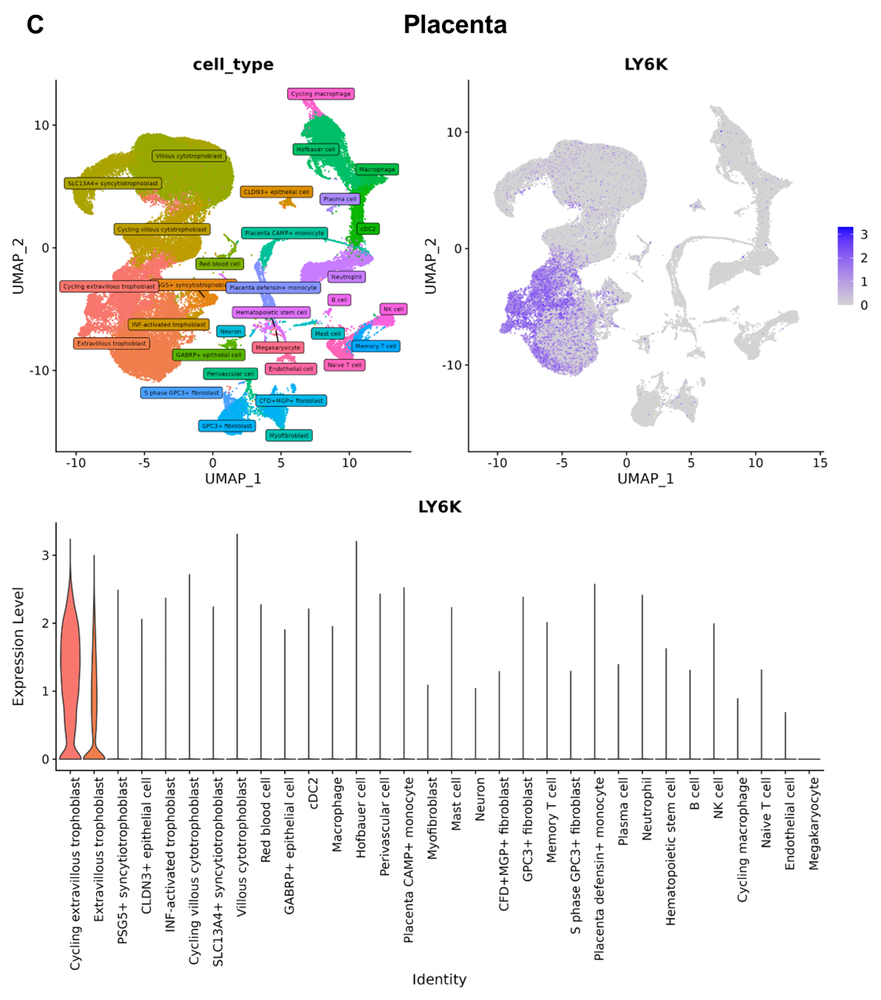 C
Placenta
cell_type
LY6K
Cycling macrophage
Hofbauer cell
Villous cytotrophoblast
Macrophage
SLC13A4+ syncytiotrophoblast
CLDN3+ epithelial cell
Plasma cell
Cycling villous cytotrophoblast
Placenta CAMP+ monocyte
cDC2
Red blood cell
Neutrophil
Cycling extravillous trophoblast
SG5+ syncytiotrophobla
Placenta defensin+ monocyte
B cell
NK cell
Hematopoietic stem cell
INF-activated trophoblast
Neuron
Mast cell
Extravillous trophoblast
Megakaryocyte
Memory T cell
GABRP+ epithelial cell
Naive T cell
Endothelial cell
Perivascular cell
S phase GPC3+ fibroblast
CFD+MGP+ fibroblast
GPC3+ fibroblast
Myofibroblast
10
0
-10
UMAP_2
-10 -5 0 5 10
UMAP_1
10
0
-10
UMAP_2
-10 -5 0 5 10 15
UMAP_1
3
2
1
0
LY6K
Expression Level
3
2
1
0
Cycling extravillous trophoblast
Extravillous trophoblast
PSG5+ syncytiotrophoblast
CLDN3+ epithelial cell
INF-activated trophoblast
Cycling villous cytotrophoblast
SLC13A4+ syncytiotrophoblast
Villous cytotrophoblast
Red blood cell
GABRP+ epithelial cell
cDC2
Macrophage
Hofbauer cell
Perivascular cell
Placenta CAMP+ monocyte
Myofibroblast
Mast cell
Neuron
CFD+MGP+ fibroblast
GPC3+ fibroblast
Memory T cell
S phase GPC3+ fibroblast
Placenta defensin+ monocyte
Plasma cell
Neutrophil
Hematopoietic stem cell
B cell
NK cell
Cycling macrophage
Naive T cell
Endothelial cell
Megakaryocyte
Identity